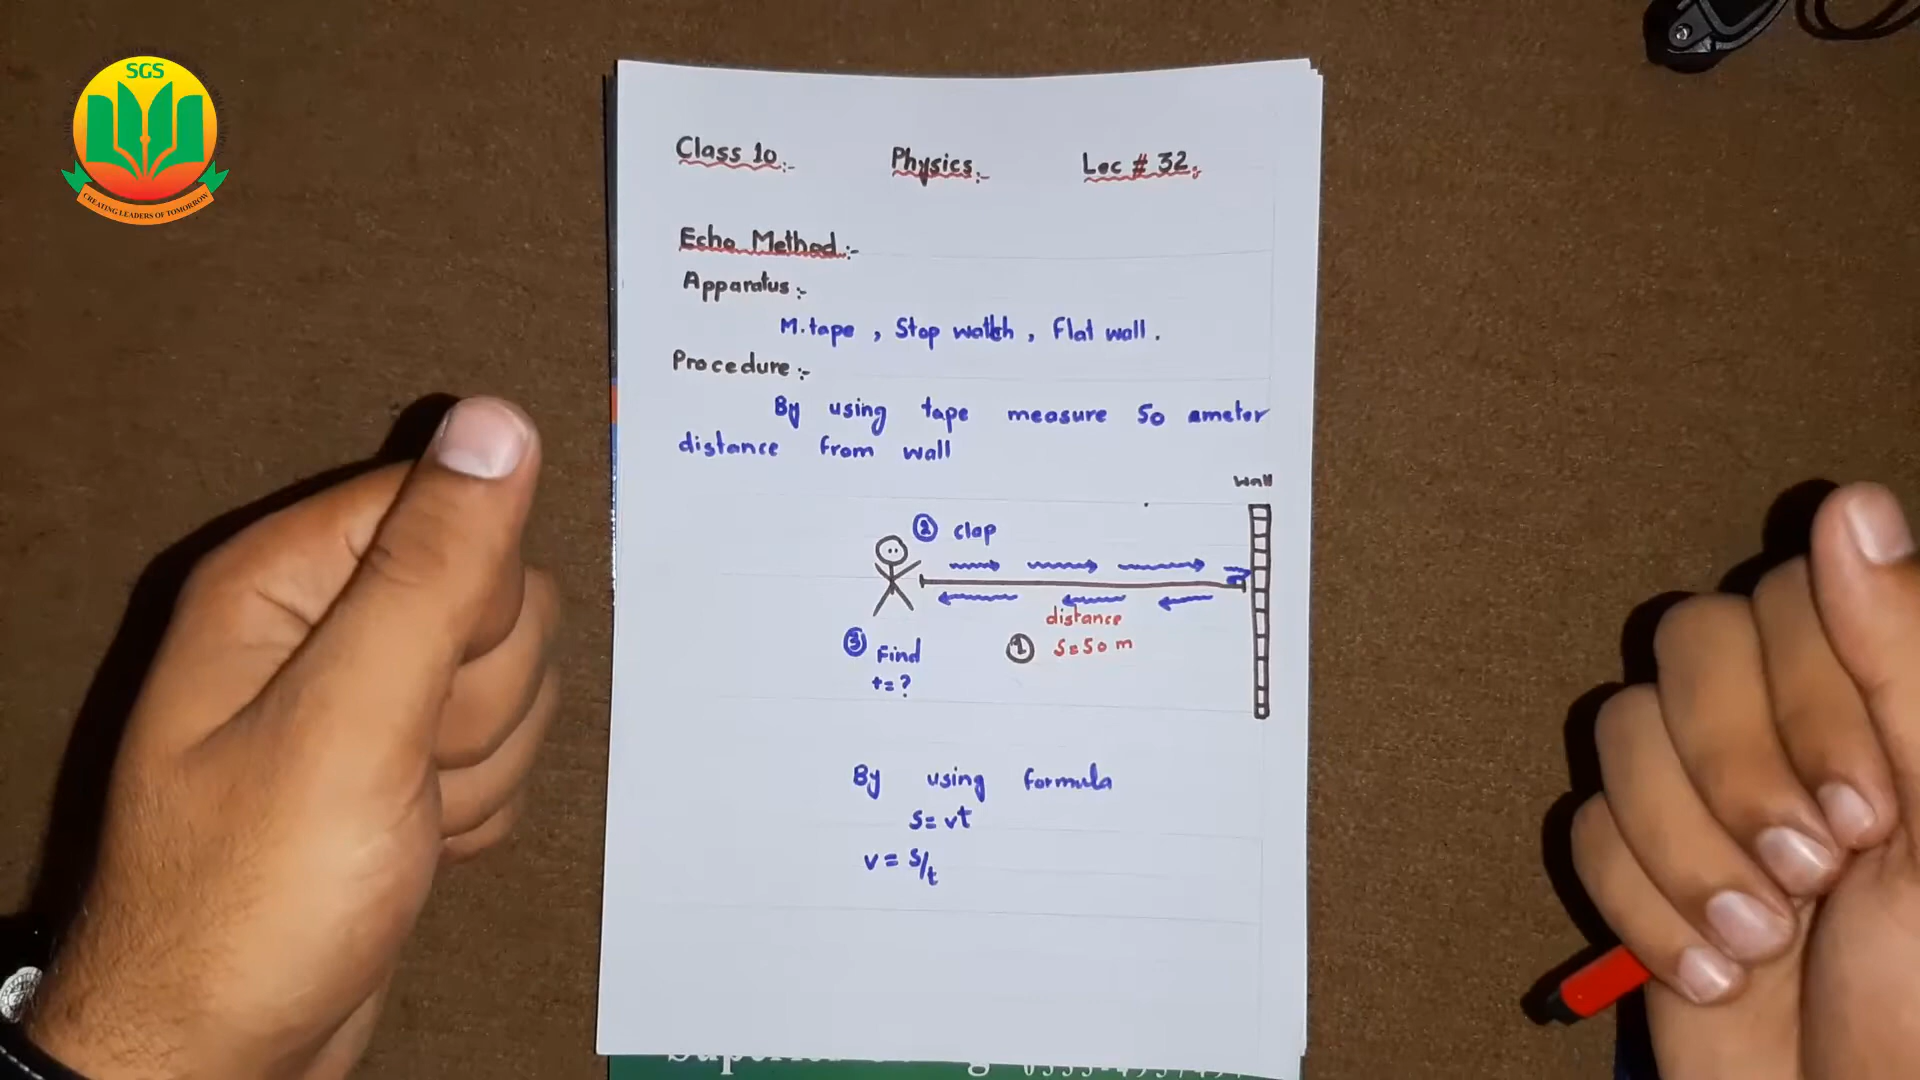 SGS
CREATING LEADERS OF TOMORROW
Class 10:-
Physics:-
Lec # 32:
Echo Method:-
Apparatus:-
M.tape , Stop watch , Flat wall .
Procedure:-
By using tape measure 50 ameter
distance from wall
wall
2 clap
distance
1 S=50 m
3 Find
t=?
By using formula
S=vt
v= S/t